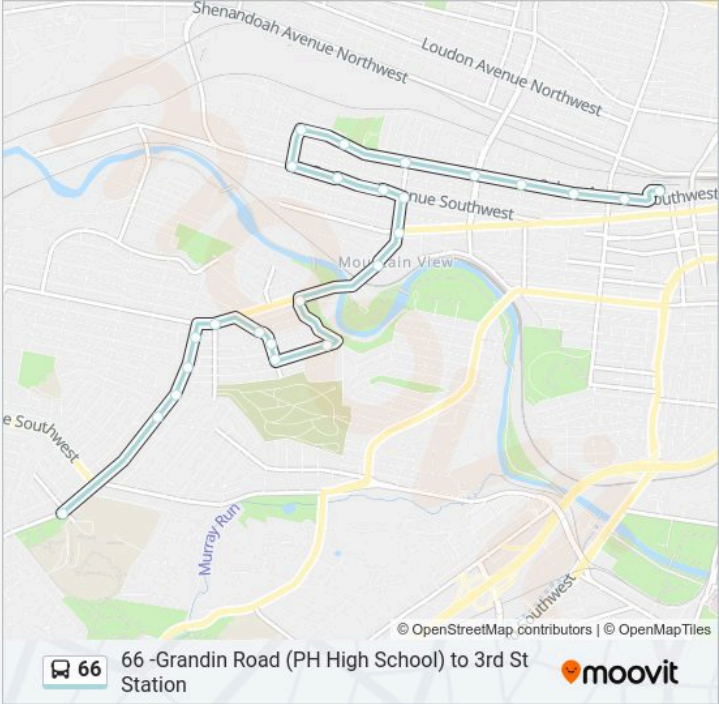 Shenandoah Avenue Northwest
Loudon Avenue Northwest
outhwest
nue Southwest
Mountain View
e Southwest
Murray Run
outhwest
© OpenStreetMap contributors | © OpenMapTiles
66
66 -Grandin Road (PH High School) to 3rd St
Station
moovit